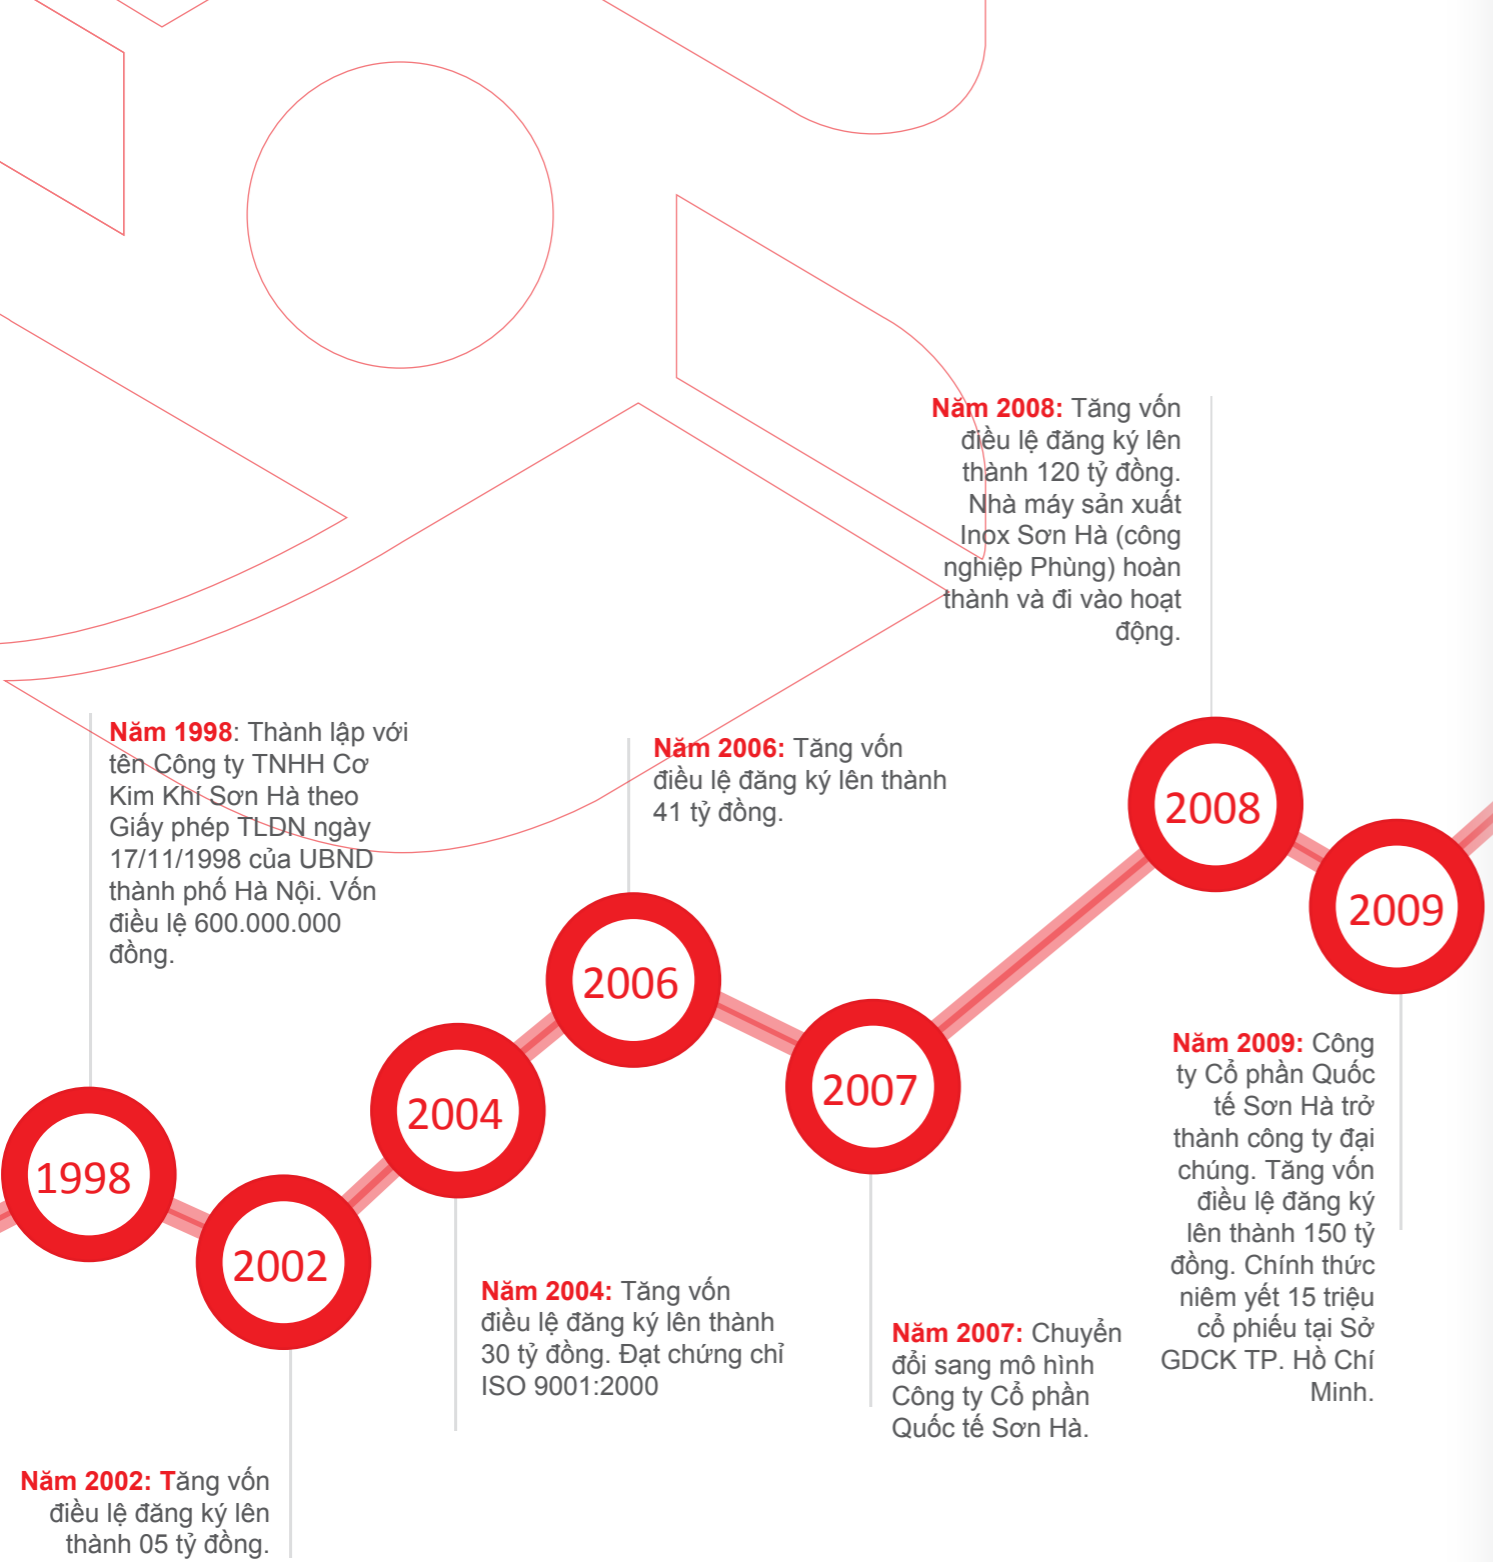 Năm 1998: Thành lập với
tên Công ty TNHH Cơ
Kim Khí Sơn Hà theo
Giấy phép TLDN ngày
17/11/1998 của UBND
thành phố Hà Nội. Vốn
điều lệ 600.000.000
đồng.
1998
Năm 2002: Tăng vốn
điều lệ đăng ký lên
thành 05 tỷ đồng.
2002
Năm 2004: Tăng vốn
điều lệ đăng ký lên thành
30 tỷ đồng. Đạt chứng chỉ
ISO 9001:2000
2004
Năm 2006: Tăng vốn
điều lệ đăng ký lên thành
41 tỷ đồng.
2006
Năm 2007: Chuyển
đổi sang mô hình
Công ty Cổ phần
Quốc tế Sơn Hà.
2007
Năm 2008: Tăng vốn
điều lệ đăng ký lên
thành 120 tỷ đồng.
Nhà máy sản xuất
Inox Sơn Hà (công
nghiệp Phùng) hoàn
thành và đi vào hoạt
động.
2008
Năm 2009: Công
ty Cổ phần Quốc
tế Sơn Hà trở
thành công ty đại
chúng. Tăng vốn
điều lệ đăng ký
lên thành 150 tỷ
đồng. Chính thức
niêm yết 15 triệu
cổ phiếu tại Sở
GDCK TP. Hồ Chí
Minh.
2009